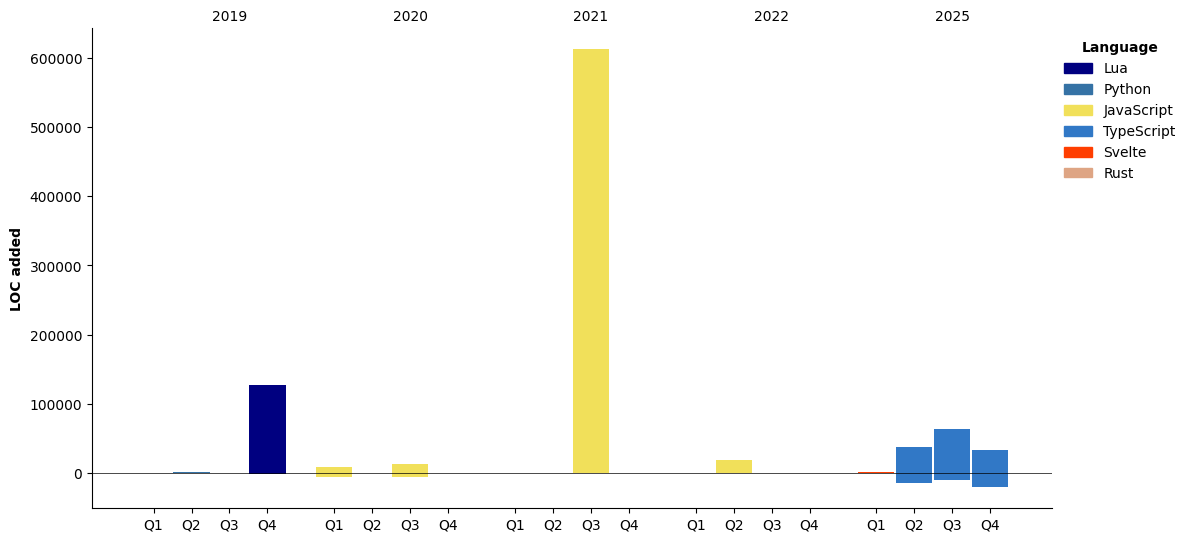 2019 2020 2021 2022 2025
Language
Lua
Python
JavaScript
TypeScript
Svelte
Rust
LOC added
600000
500000
400000
300000
200000
100000
0
Q1 Q2 Q3 Q4 Q1 Q2 Q3 Q4 Q1 Q2 Q3 Q4 Q1 Q2 Q3 Q4 Q1 Q2 Q3 Q4